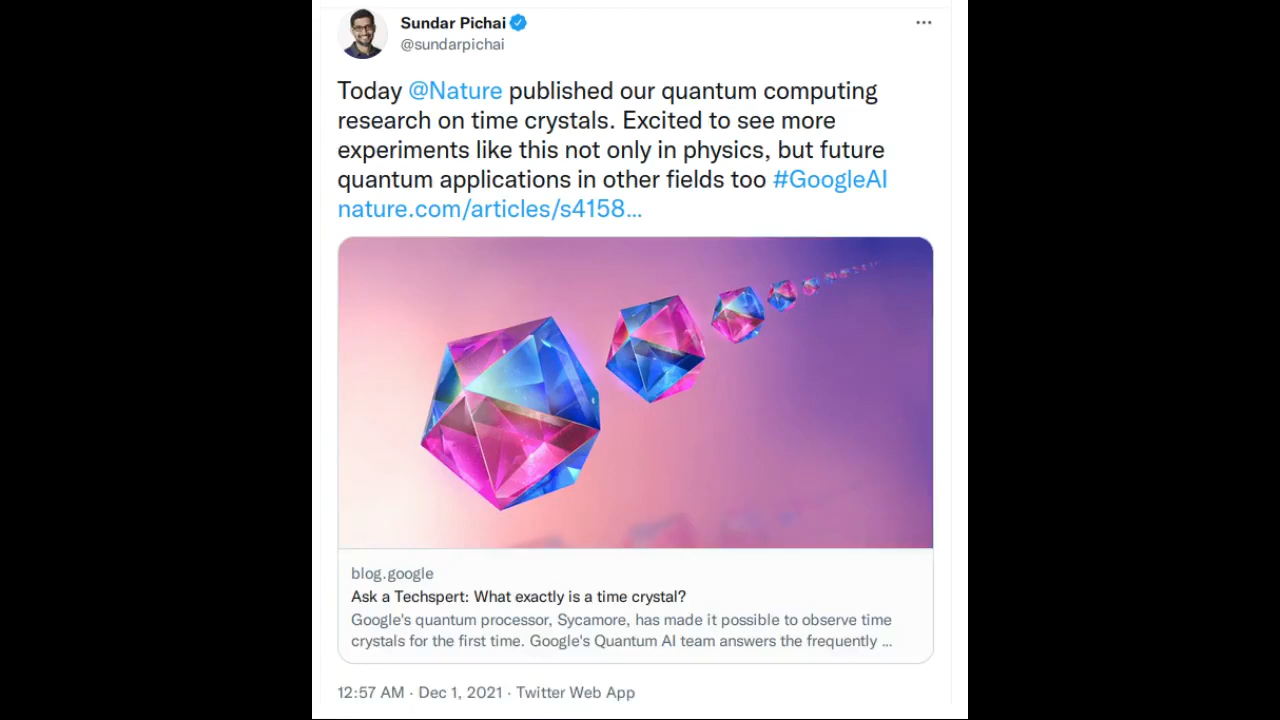 Sundar Pichai
@sundarpichai
Today @Nature published our quantum computing
research on time crystals. Excited to see more
experiments like this not only in physics, but future
quantum applications in other fields too #GoogleAI
nature.com/articles/s4158...
blog.google
Ask a Techspert: What exactly is a time crystal?
Google's quantum processor, Sycamore, has made it possible to observe time
crystals for the first time. Google's Quantum AI team answers the frequently ...
12:57 AM · Dec 1, 2021 · Twitter Web App